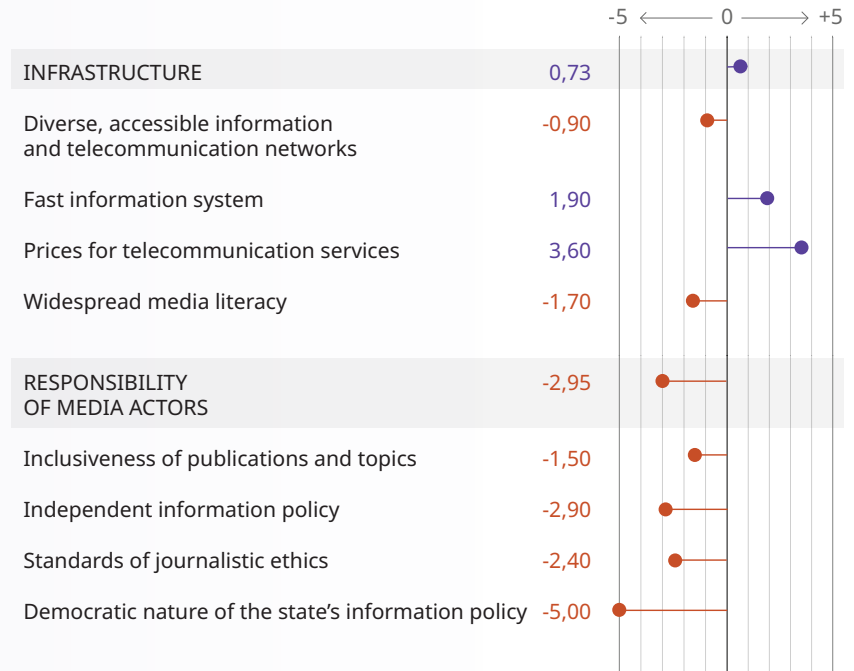 -5 0 +5
INFRASTRUCTURE 0,73
Diverse, accessible information -0,90
and telecommunication networks
Fast information system 1,90
Prices for telecommunication services 3,60
Widespread media literacy -1,70
RESPONSIBILITY -2,95
OF MEDIA ACTORS
Inclusiveness of publications and topics -1,50
Independent information policy -2,90
Standards of journalistic ethics -2,40
Democratic nature of the state’s information policy -5,00